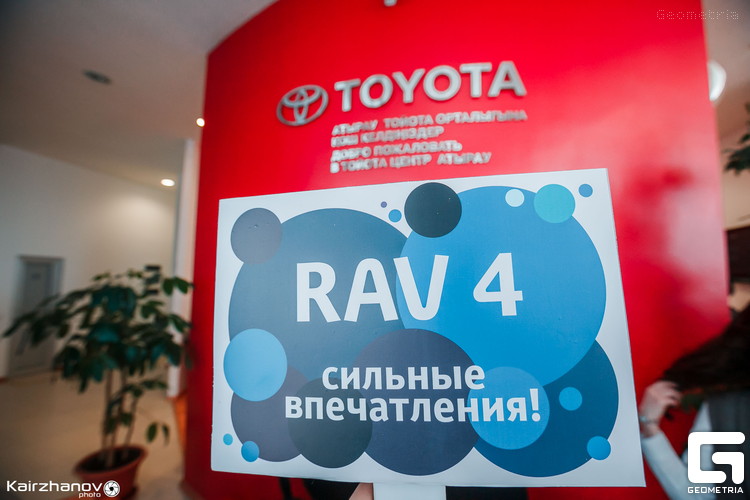 Geometria
TOYOTA
АТЫРАУ ТОЙОТА ОРТАЛЫҒЫНА
ҚОШ КЕЛДІҢІЗДЕР
ДОБРО ПОЖАЛОВАТЬ
В ТОЙОТА ЦЕНТР АТЫРАУ
RAV 4
сильные
впечатления!
Kairzhanov
photo
GEOMETRIA